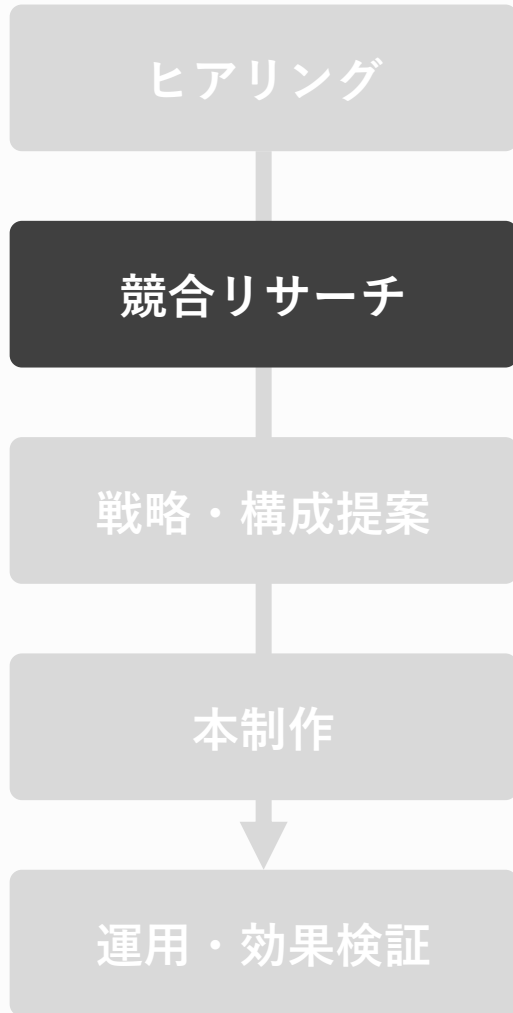 ヒアリング
競合リサーチ
戦略・構成提案
本制作
運用・効果検証